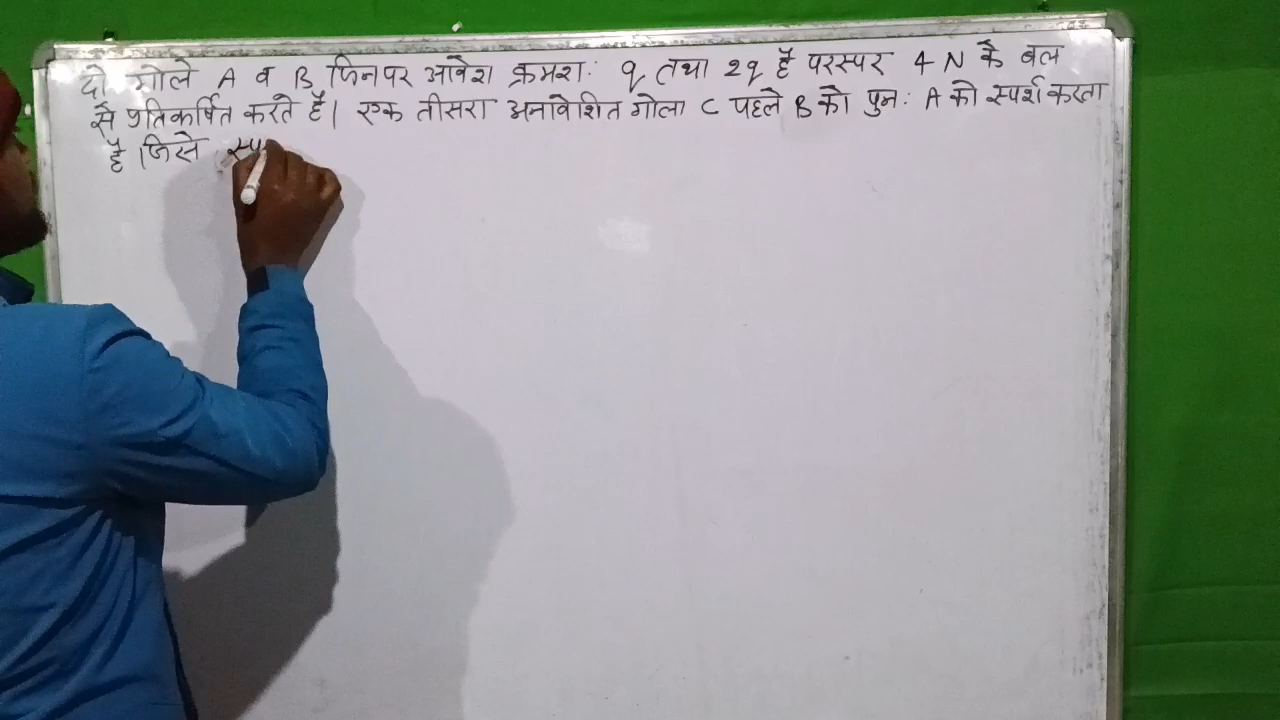 दो गोले A व B जिनपर आवेश क्रमशः q तथा 2q हैं परस्पर 4 N के बल
से प्रतिकर्षित करते हैं। एक तीसरा अनावेशित गोला C पहले B को पुनः A को स्पर्श करता
है। जिसे स्प